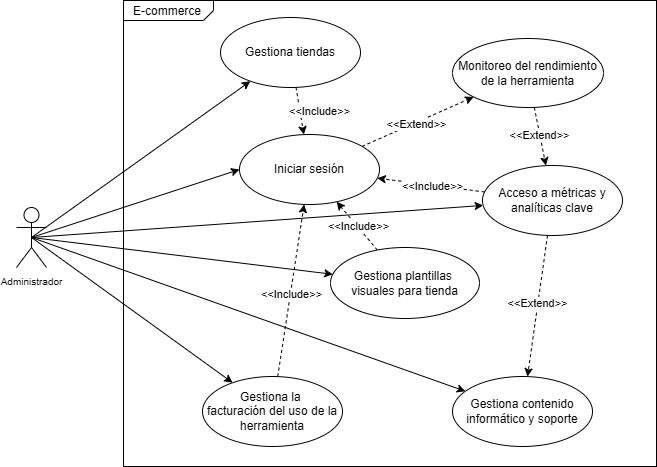 E-commerce
Gestiona tiendas
Monitoreo del rendimiento
de la herramienta
<<Include>>
<<Extend>>
<<Extend>>
Iniciar sesión
<<Include>>
Acceso a métricas y
analíticas clave
<<Include>>
Administrador
Gestiona plantillas
visuales para tienda
<<Include>>
<<Extend>>
Gestiona la
facturación del uso de la
herramienta
Gestiona contenido
informático y soporte